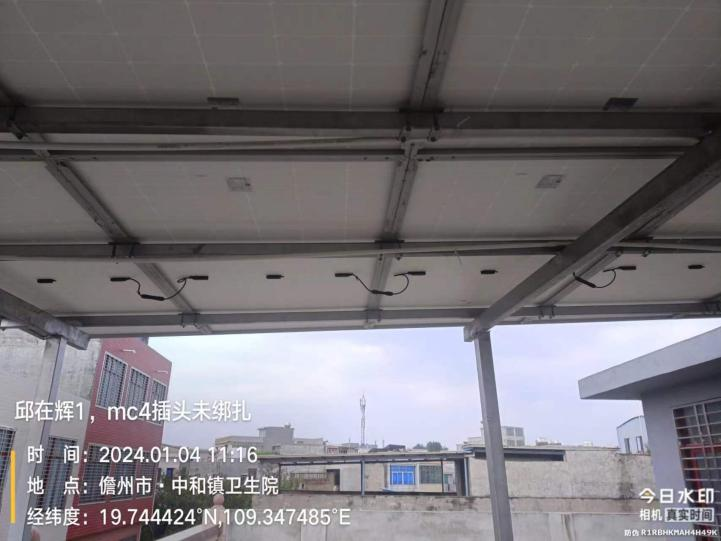 邱在辉1，mc4插头未绑扎
时 间：2024.01.04 11:16
地 点：儋州市·中和镇卫生院
经纬度：19.744424°N,109.347485°E
今日水印
相机 真实时间
防伪 R1RBHKMAH4H49K